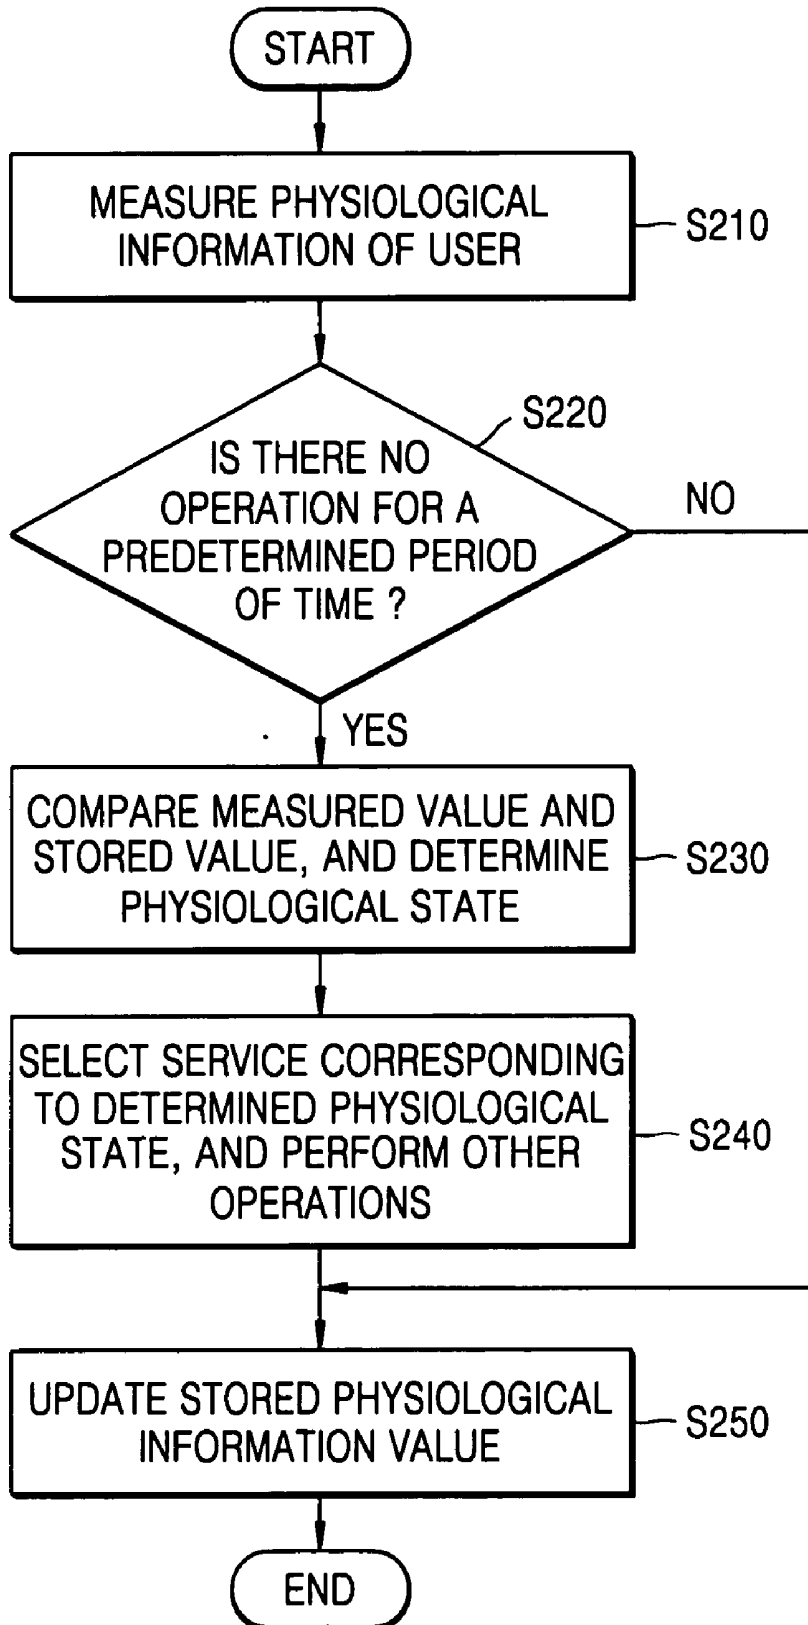 START
MEASURE PHYSIOLOGICAL
INFORMATION OF USER
S210
S220
IS THERE NO
OPERATION FOR A
PREDETERMINED PERIOD
OF TIME ?
NO
YES
COMPARE MEASURED VALUE AND
STORED VALUE, AND DETERMINE
PHYSIOLOGICAL STATE
S230
SELECT SERVICE CORRESPONDING
TO DETERMINED PHYSIOLOGICAL
STATE, AND PERFORM OTHER
OPERATIONS
S240
UPDATE STORED PHYSIOLOGICAL
INFORMATION VALUE
S250
END